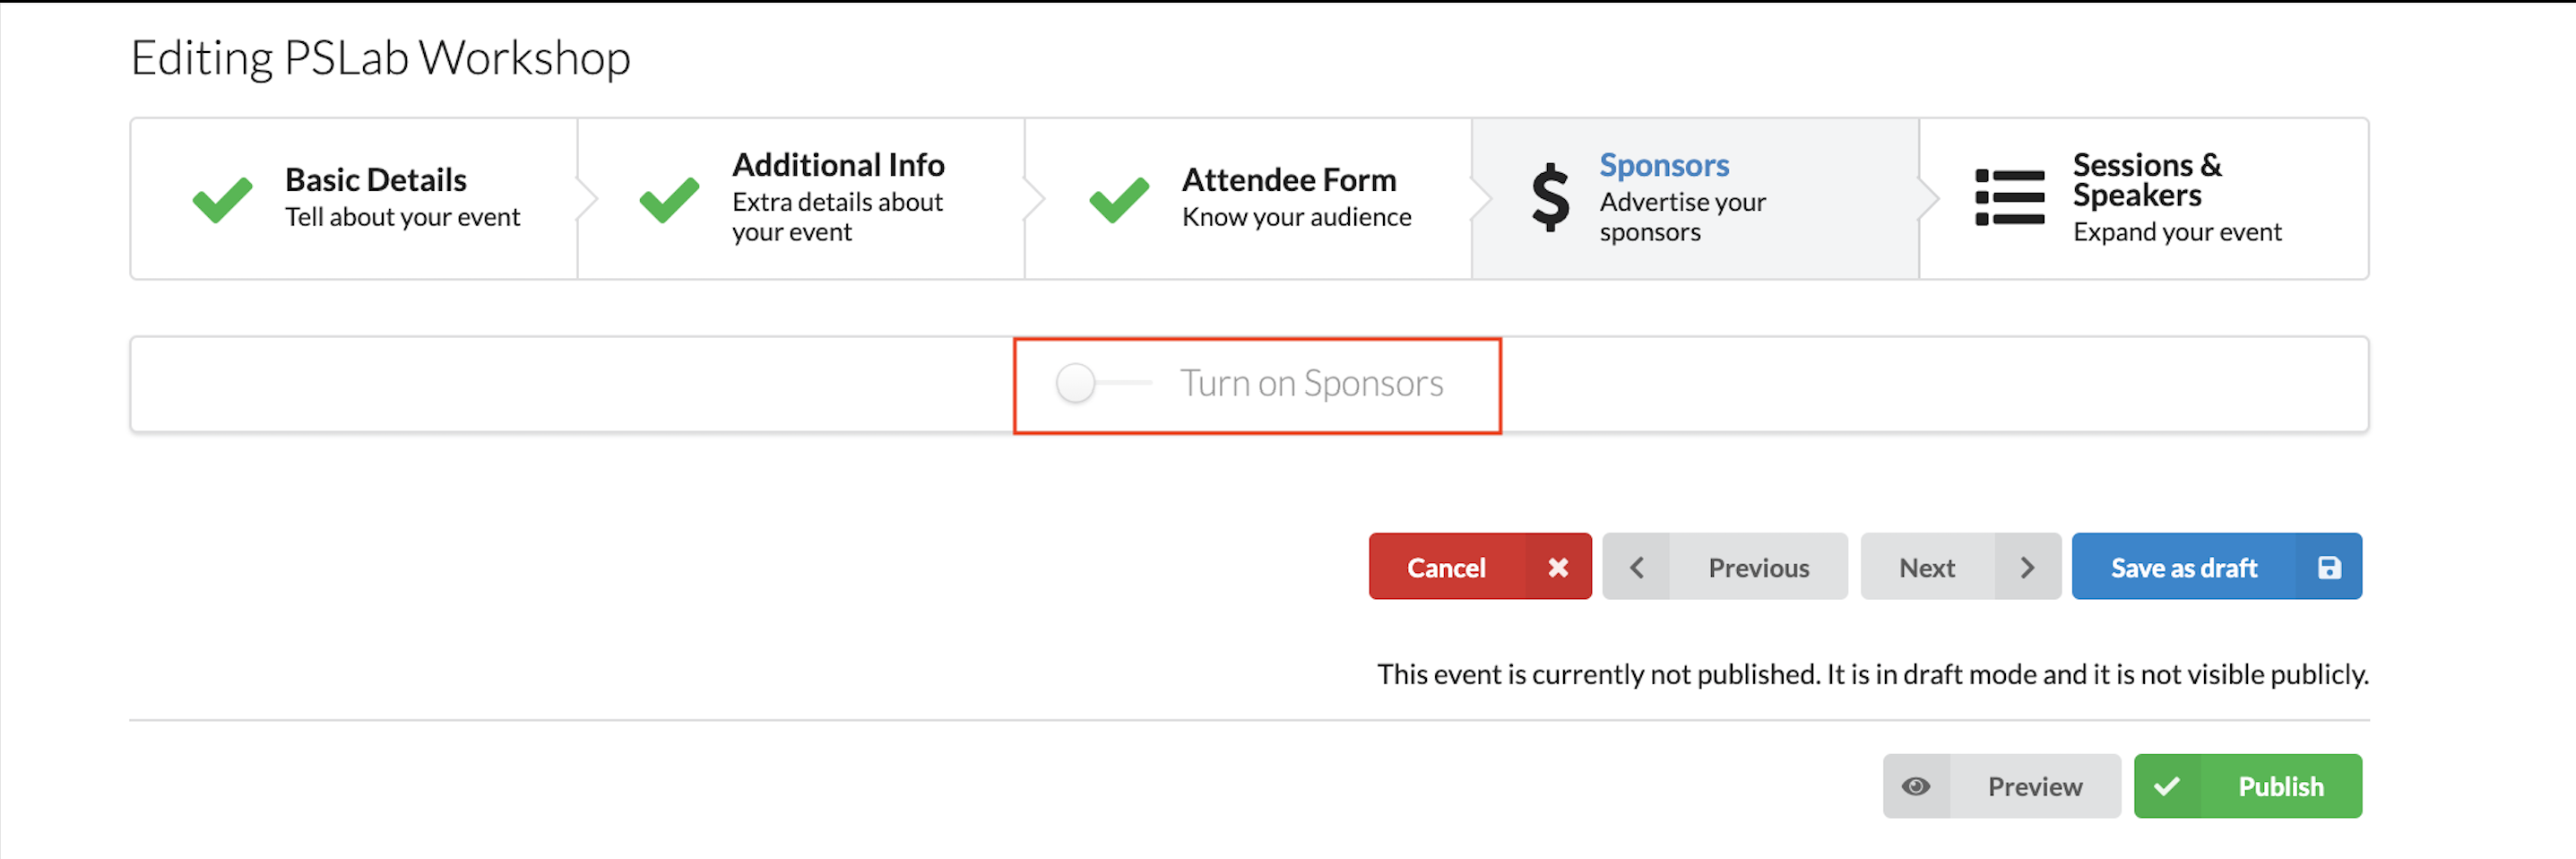 Editing PSLab Workshop
Basic Details
Tell about your event
Additional Info
Extra details about
your event
Attendee Form
Know your audience
Sponsors
Advertise your
sponsors
Sessions &
Speakers
Expand your event
Turn on Sponsors
Cancel
Previous
Next
Save as draft
This event is currently not published. It is in draft mode and it is not visible publicly.
Preview
Publish